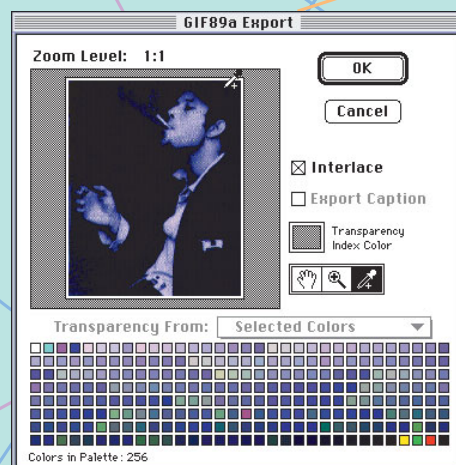 GIF89a Export
Zoom Level: 1:1
OK
Cancel
Interlace
Export Caption
Transparency
Index Color
Transparency From: Selected Colors
Colors in Palette: 256